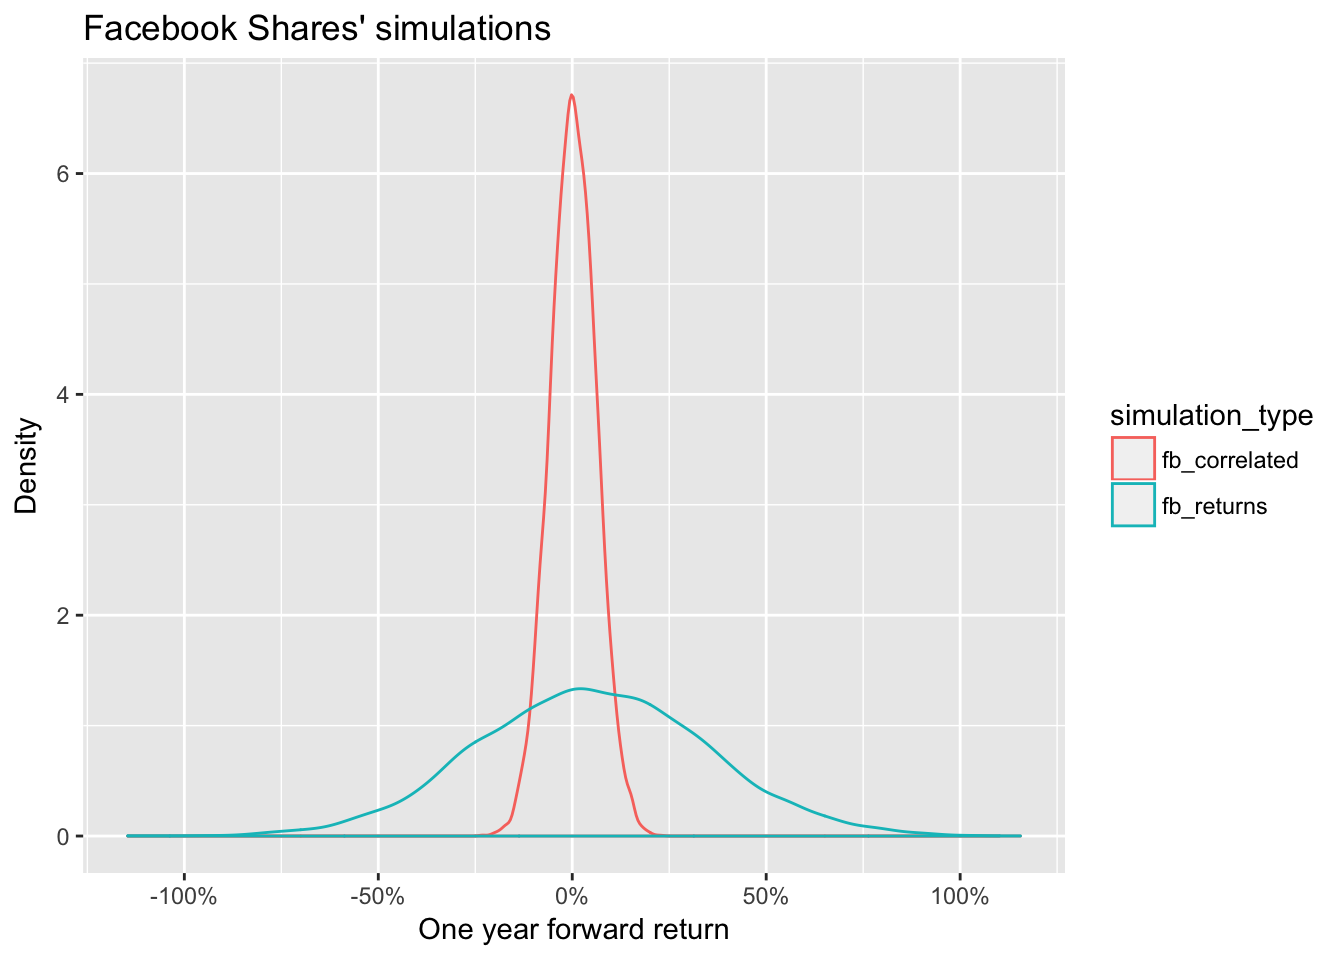 Facebook Shares' simulations
6
4
2
0
Density
-100%
-50%
0%
50%
100%
One year forward return
simulation_type
fb_correlated
fb_returns